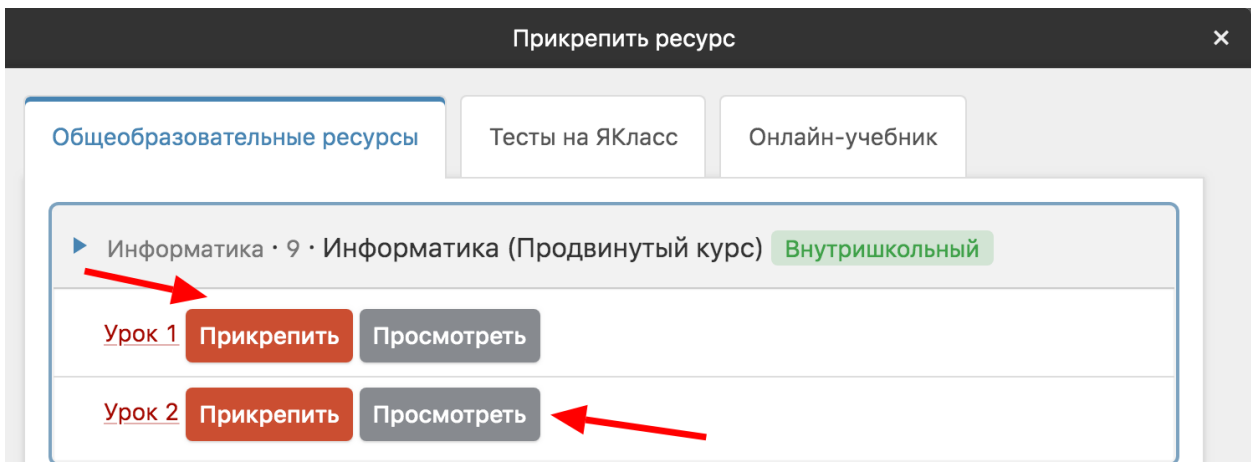 Прикрепить ресурс ×
Общеобразовательные ресурсы Тесты на ЯКласс Онлайн-учебник
Информатика · 9 · Информатика (Продвинутый курс) Внутришкольный
Урок 1 Прикрепить Просмотреть
Урок 2 Прикрепить Просмотреть